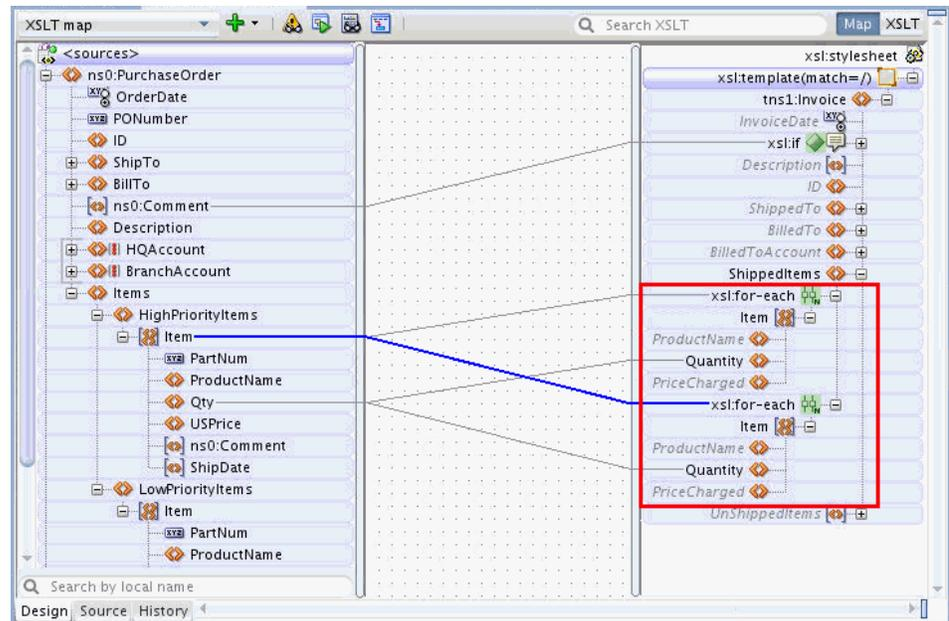 XSLT map
Search XSLT
Map XSLT
<sources>
ns0:PurchaseOrder
OrderDate
PONumber
ID
ShipTo
BillTo
ns0:Comment
Description
HQAccount
BranchAccount
Items
HighPriorityItems
Item
PartNum
ProductName
Qty
USPrice
ns0:Comment
ShipDate
LowPriorityItems
Item
PartNum
ProductName
Search by local name
Design Source History
xsl:stylesheet
xsl:template(match=/)
tns1:Invoice
InvoiceDate
xsl:if
Description
ID
ShippedTo
BilledTo
BilledToAccount
ShippedItems
xsl:for-each
Item
ProductName
Quantity
PriceCharged
xsl:for-each
Item
ProductName
Quantity
PriceCharged
UnShippedItems